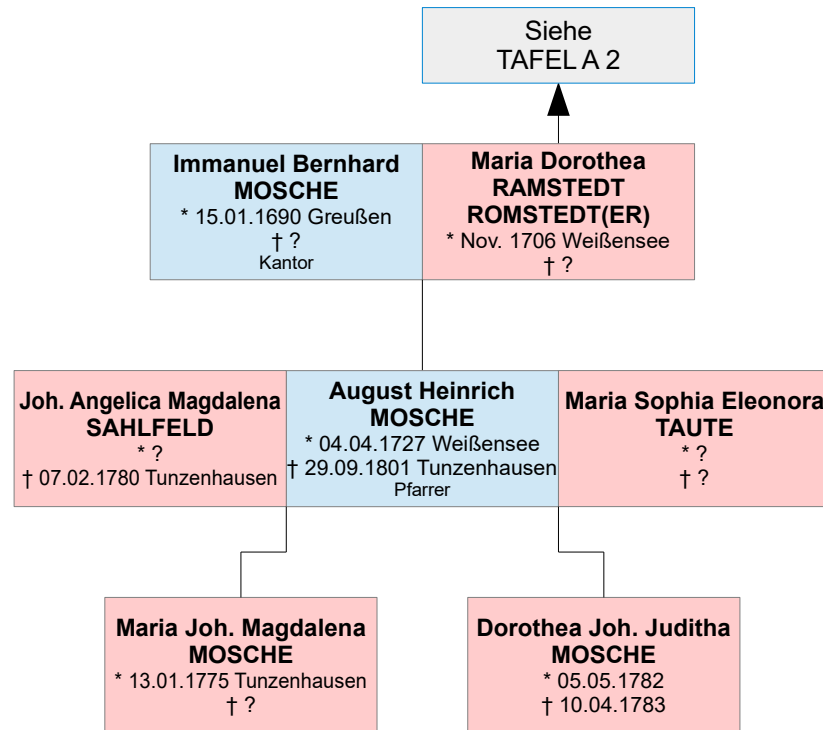 Siehe
TAFEL A 2
Immanuel Bernhard
MOSCHE
* 15.01.1690 Greußen
† ?
Kantor
Maria Dorothea
RAMSTEDT
ROMSTEDT(ER)
* Nov. 1706 Weißensee
† ?
Joh. Angelica Magdalena
SAHLFELD
* ?
† 07.02.1780 Tunzenhausen
August Heinrich
MOSCHE
* 04.04.1727 Weißensee
† 29.09.1801 Tunzenhausen
Pfarrer
Maria Sophia Eleonora
TAUTE
* ?
† ?
Maria Joh. Magdalena
MOSCHE
* 13.01.1775 Tunzenhausen
† ?
Dorothea Joh. Juditha
MOSCHE
* 05.05.1782
† 10.04.1783